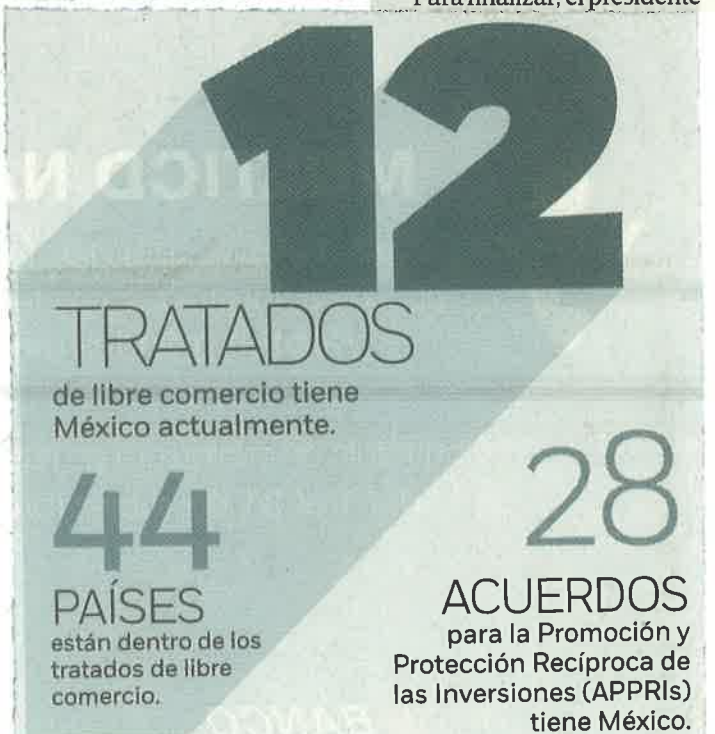 Para finalizar, el presidente
12
TRATADOS
de libre comercio tiene
México actualmente.
44
PAÍSES
están dentro de los
tratados de libre
comercio.
28
ACUERDOS
para la Promoción y
Protección Recíproca de
las Inversiones (APPRIs)
tiene México.